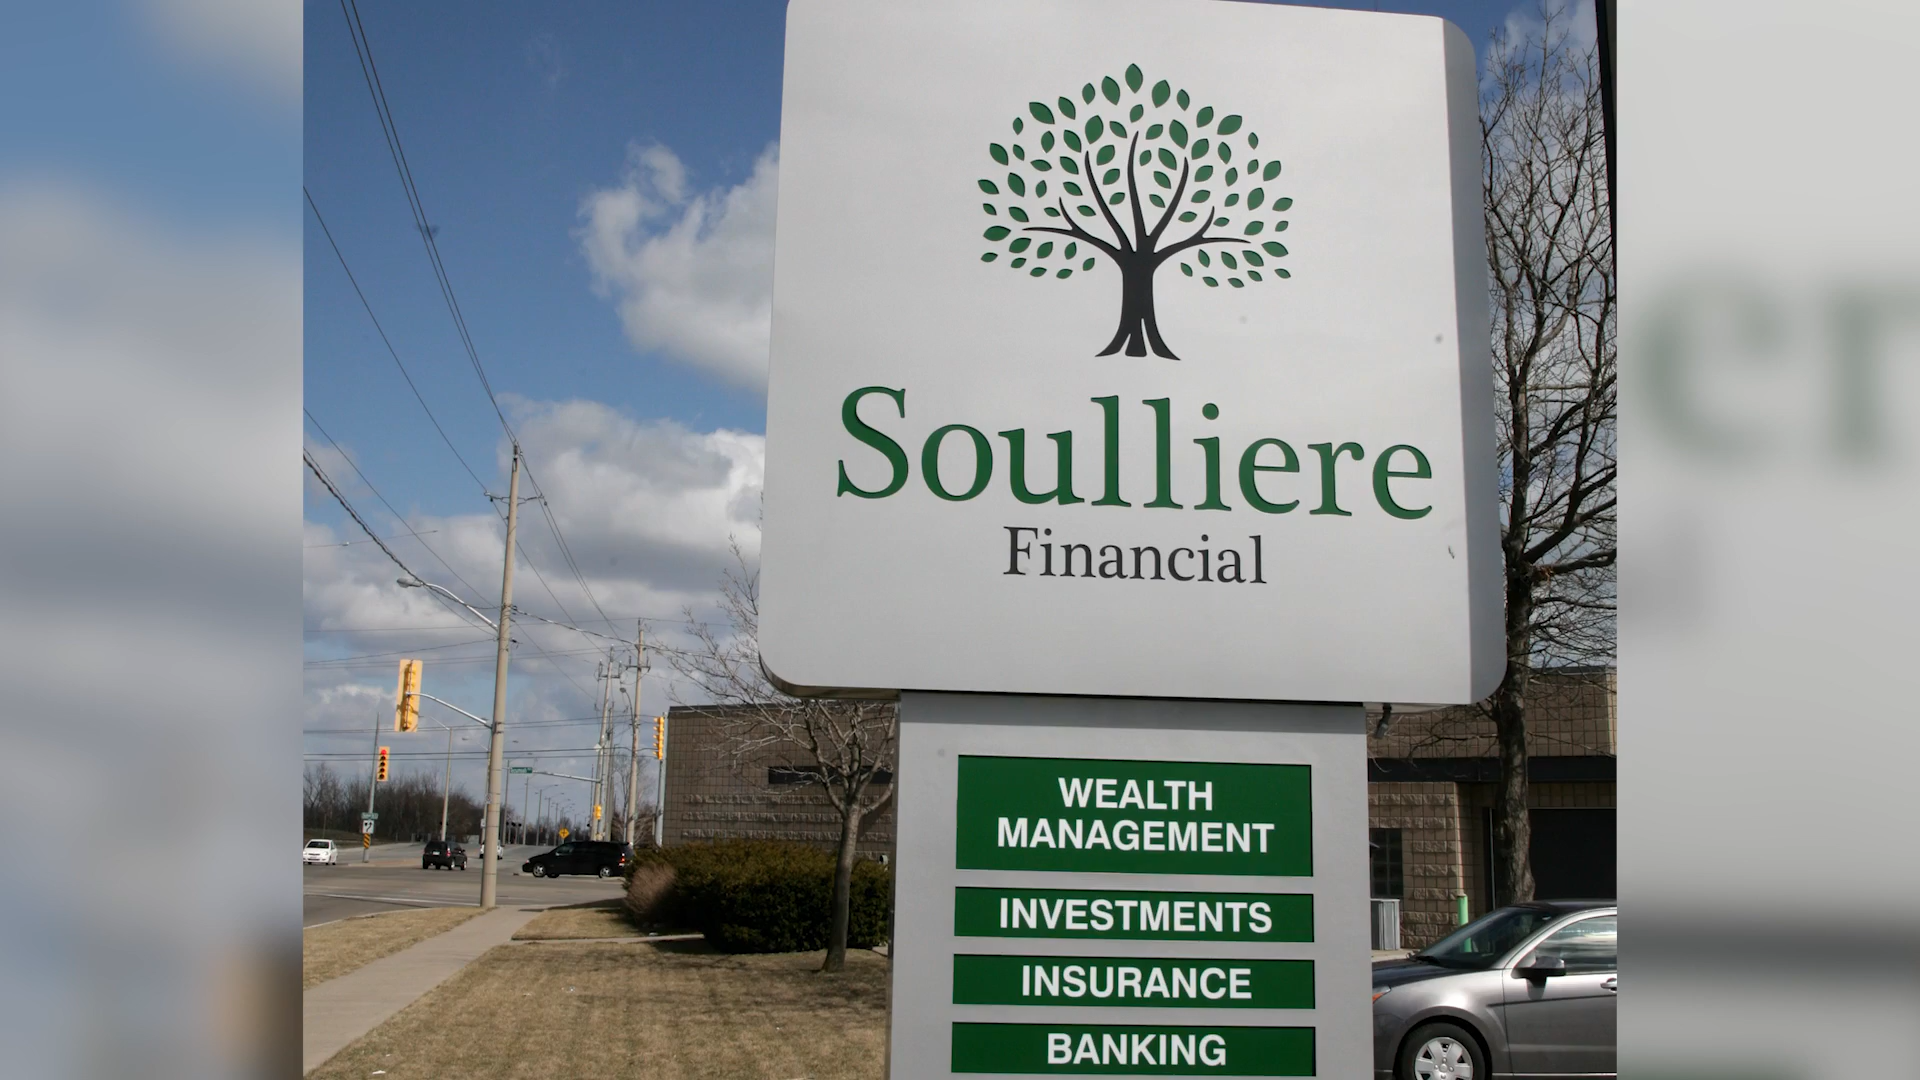 Soulliere
Financial
WEALTH
MANAGEMENT
INVESTMENTS
INSURANCE
BANKING